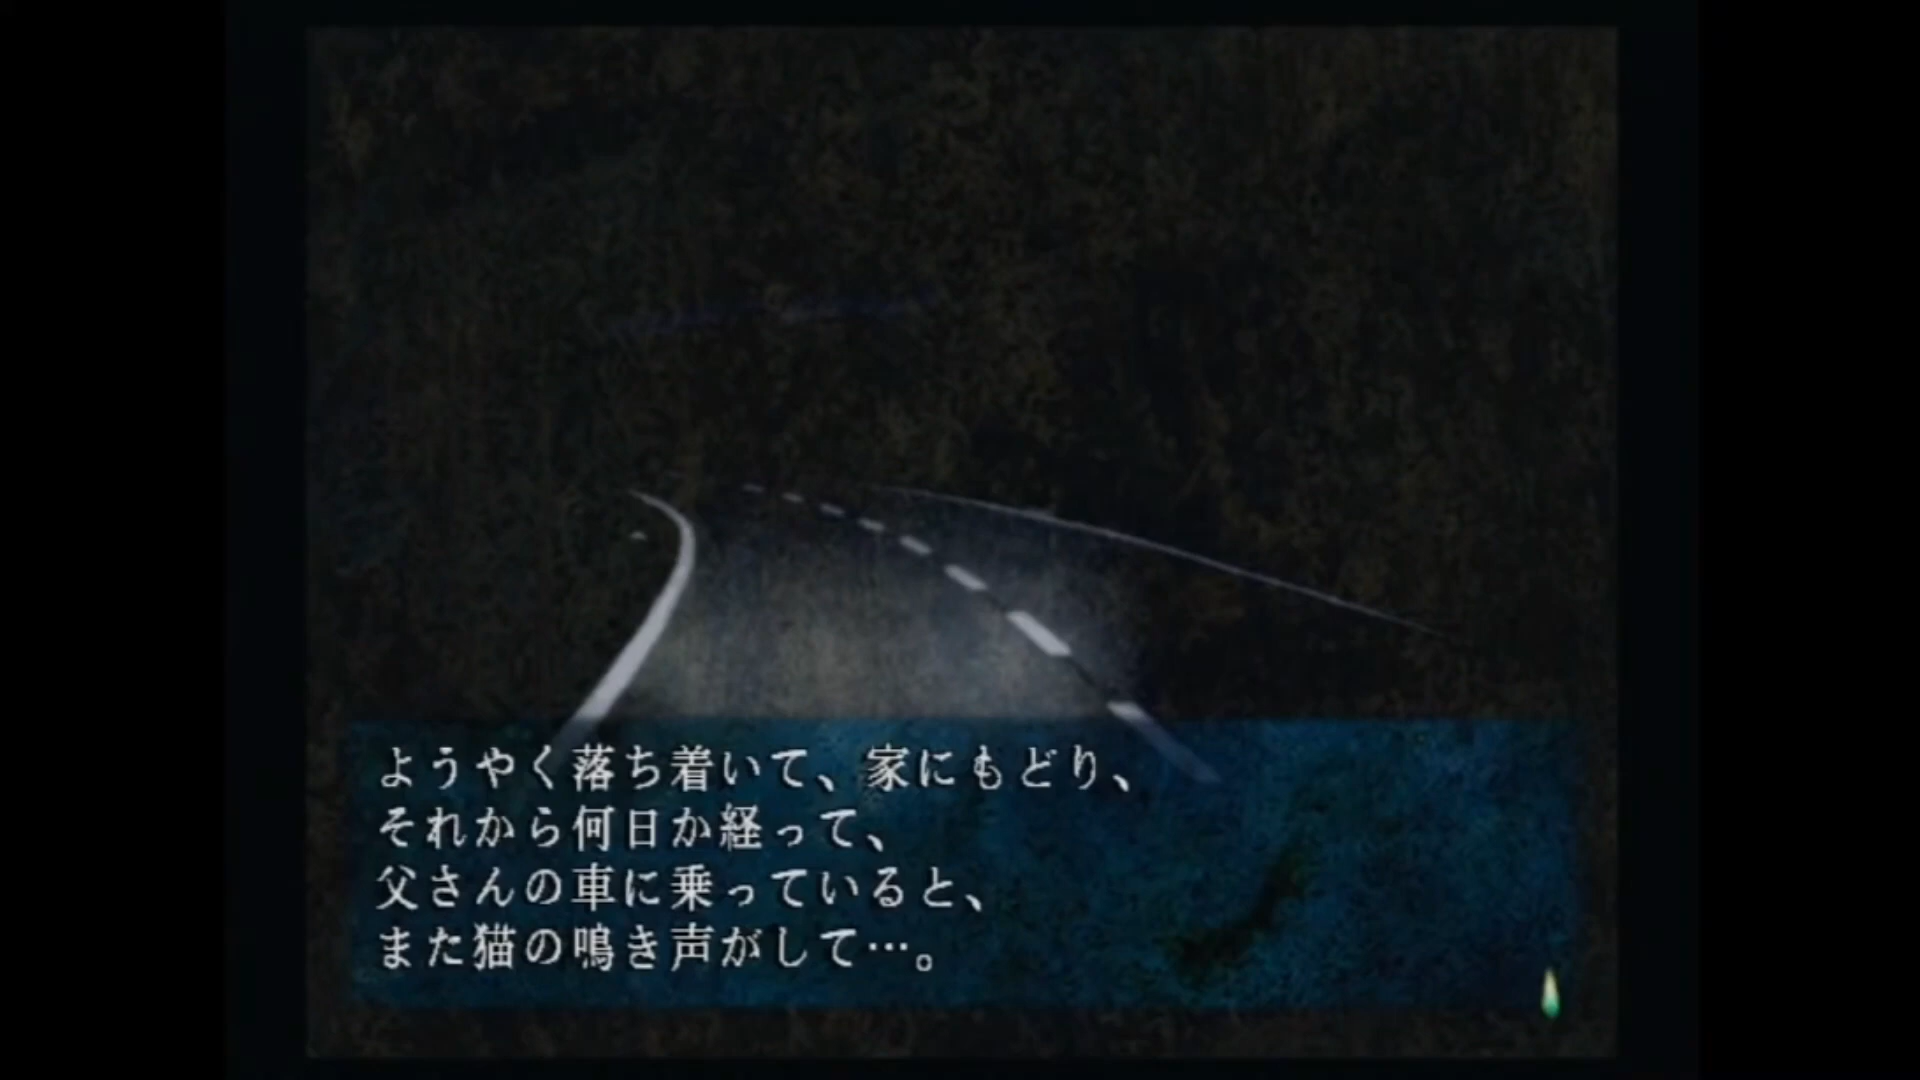 ようやく落ち着いて、家にもどり、
それから何日か経って、
父さんの車に乗っていると、
また猫の鳴き声がして…。